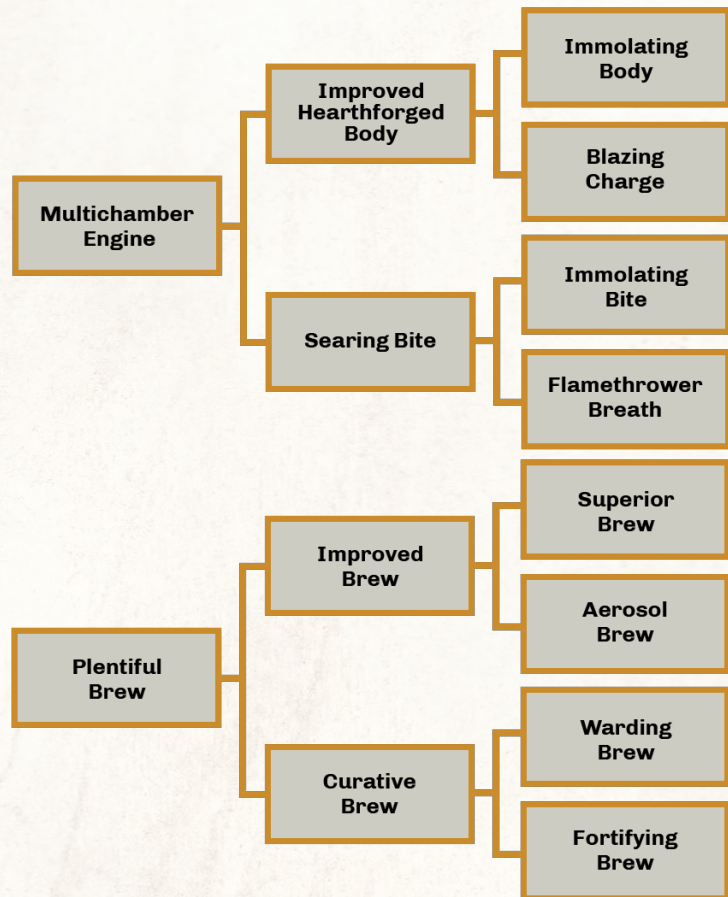 Immolating
Body
Improved
Hearthforged
Body
Blazing
Charge
Multichamber
Engine
Immolating
Bite
Searing Bite
Flamethrower
Breath
Superior
Brew
Improved
Brew
Aerosol
Brew
Plentiful
Brew
Warding
Brew
Curative
Brew
Fortifying
Brew